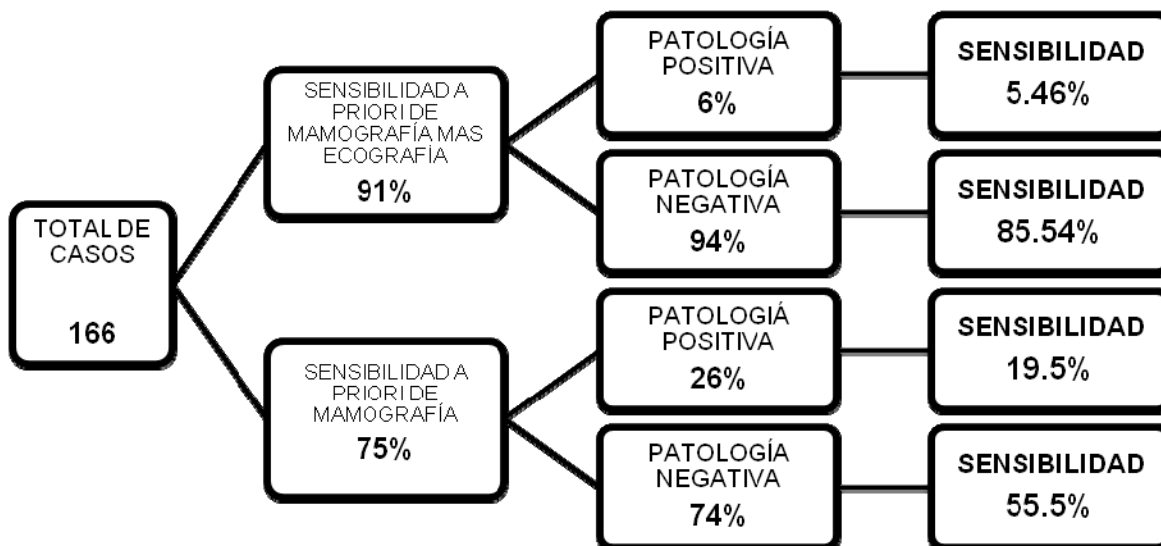 TOTAL DE
CASOS
166
SENSIBILIDAD A
PRIORI DE
MAMOGRAFÍA MAS
ECOGRAFÍA
91%
PATOLOGÍA
POSITIVA
6%
SENSIBILIDAD
5.46%
PATOLOGÍA
NEGATIVA
94%
SENSIBILIDAD
85.54%
SENSIBILIDAD A
PRIORI DE
MAMOGRAFÍA
75%
PATOLOGIÁ
POSITIVA
26%
SENSIBILIDAD
19.5%
PATOLOGÍA
NEGATIVA
74%
SENSIBILIDAD
55.5%